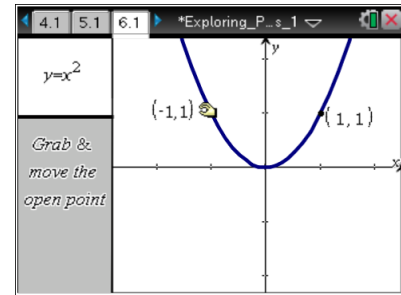 4.1 5.1 6.1 *Exploring_P...s_1
y=x²
Grab &
move the
open point
y
(-1,1)
(1, 1)
x